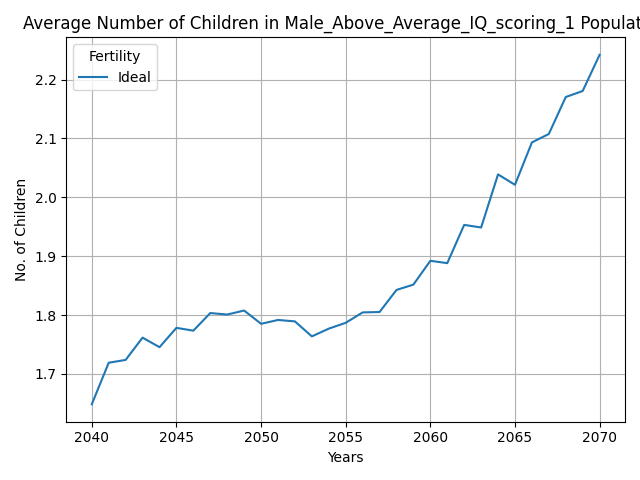 Average Number of Children in Male_Above_Average_IQ_scoring_1 Populat
Fertility
Ideal
No. of Children
2.2
2.1
2.0
1.9
1.8
1.7
2040 2045 2050 2055 2060 2065 2070
Years